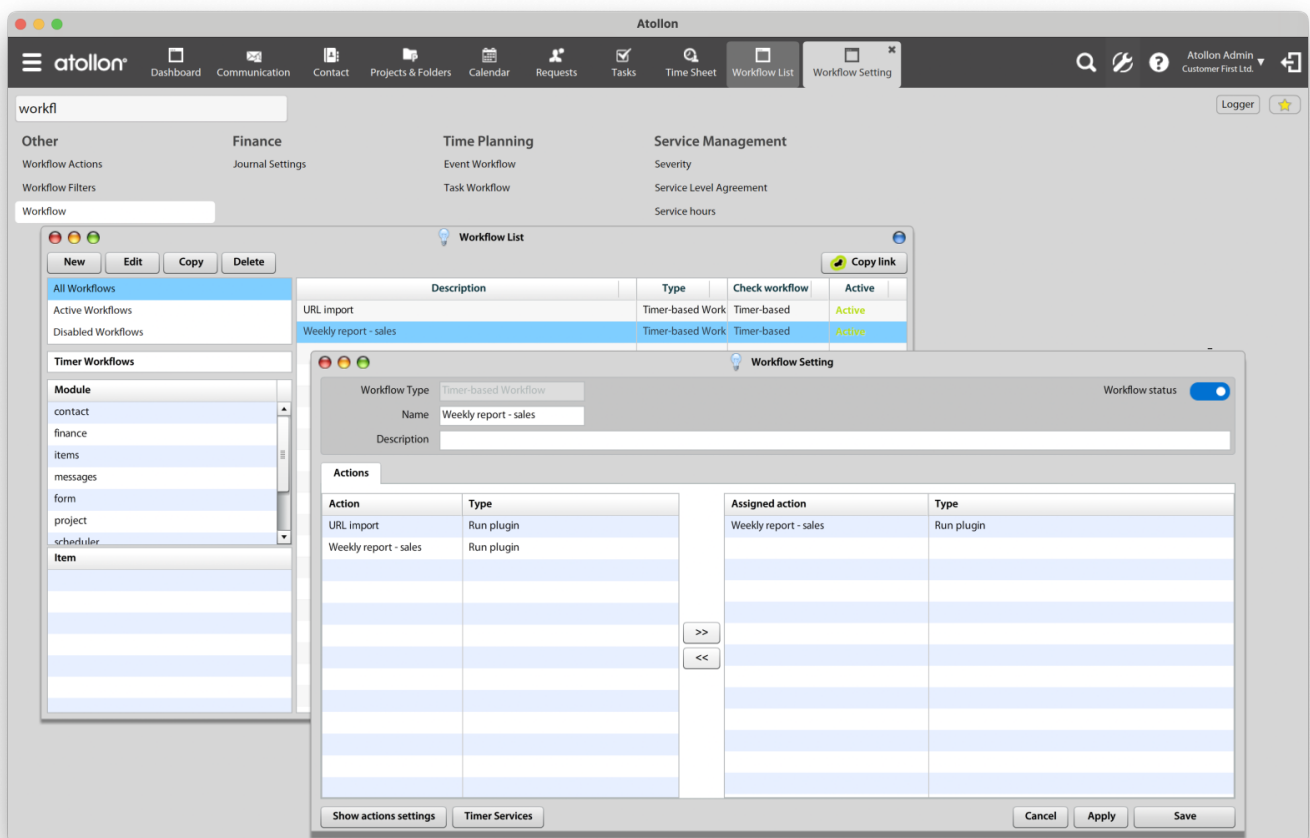 Atollon
atollon
Dashboard
Communication
Contact
Projects & Folders
Calendar
Requests
Tasks
Time Sheet
Workflow List
Workflow Setting
Atollon Admin
Customer First Ltd.
workfl
Logger
Other
Finance
Time Planning
Service Management
Workflow Actions
Journal Settings
Event Workflow
Severity
Workflow Filters
Task Workflow
Service Level Agreement
Workflow
Service hours
Workflow List
New
Edit
Copy
Delete
Copy link
All Workflows
Active Workflows
Disabled Workflows
Timer Workflows
Description
Type
Check workflow
Active
URL import
Timer-based Work
Timer-based
Active
Weekly report - sales
Timer-based Work
Timer-based
Active
Module
contact
finance
items
messages
form
project
scheduler
Item
Workflow Setting
Workflow Type
Timer-based Workflow
Workflow status
Name
Weekly report - sales
Description
Actions
Action
Type
URL import
Run plugin
Weekly report - sales
Run plugin
>>
<<
Assigned action
Type
Weekly report - sales
Run plugin
Show actions settings
Timer Services
Cancel
Apply
Save